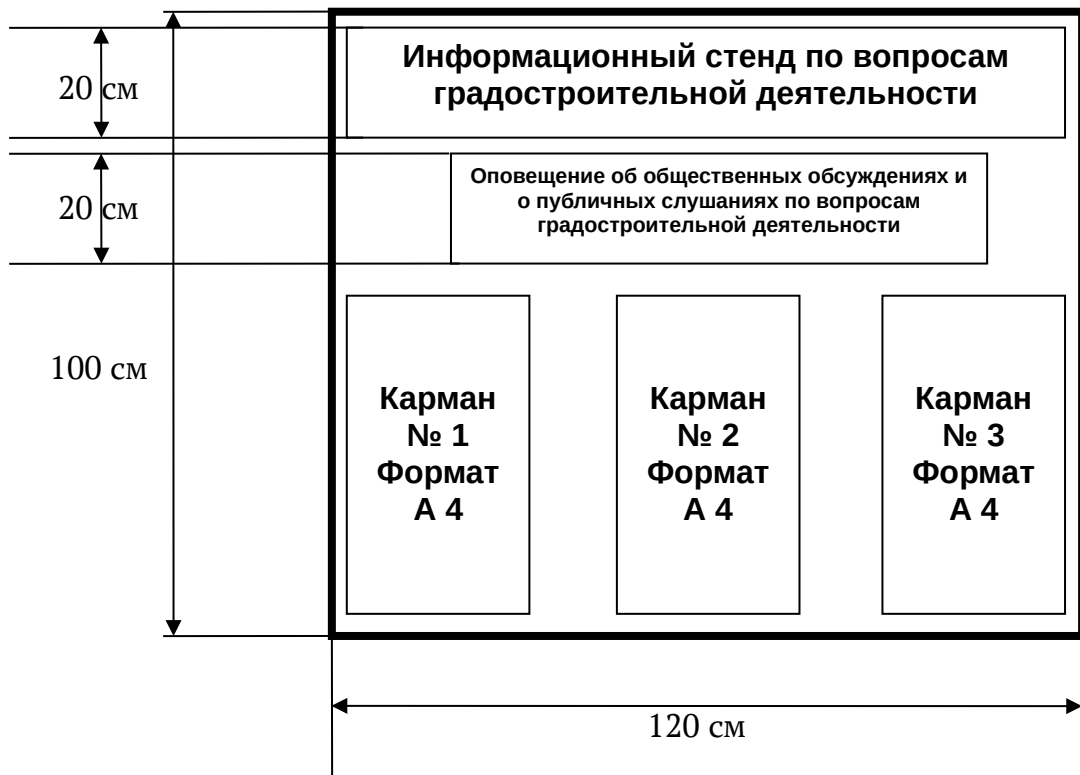 Информационный стенд по вопросам
градостроительной деятельности
20 см
Оповещение об общественных обсуждениях и
о публичных слушаниях по вопросам
градостроительной деятельности
20 см
100 см
Карман
№ 1
Формат
А 4
Карман
№ 2
Формат
А 4
Карман
№ 3
Формат
А 4
120 см